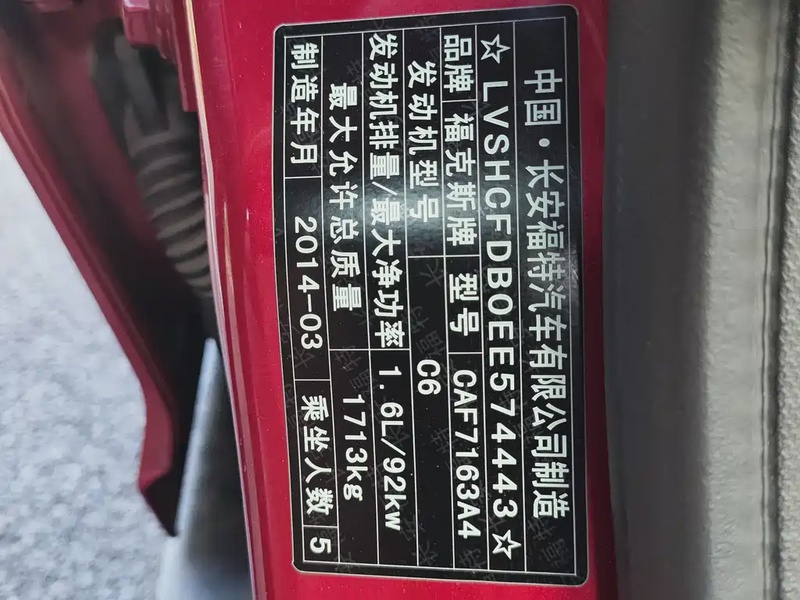 中国·长安福特汽车有限公司制造
☆LVSHCFDB0EE574443☆
品牌 福克斯牌 型号 CAF7163A4
发动机型号 C6
发动机排量/最大净功率 1.6L/92kw
最大允许总质量 1713kg
制造年月 2014-03 乘坐人数 5